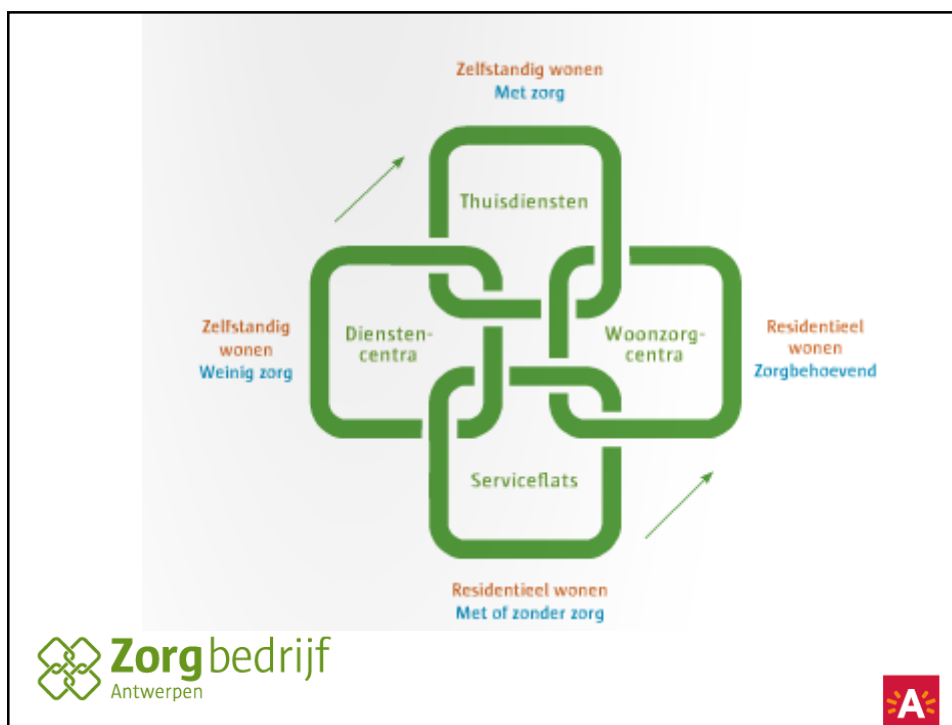 Zelfstandig wonen
Met zorg
Thuisdiensten
Zelfstandig
wonen
Weinig zorg
Diensten-
centra
Woonzorg-
centra
Residentieel
wonen
Zorgbehoevend
Serviceflats
Residentieel wonen
Met of zonder zorg
Zorgbedrijf
Antwerpen
A